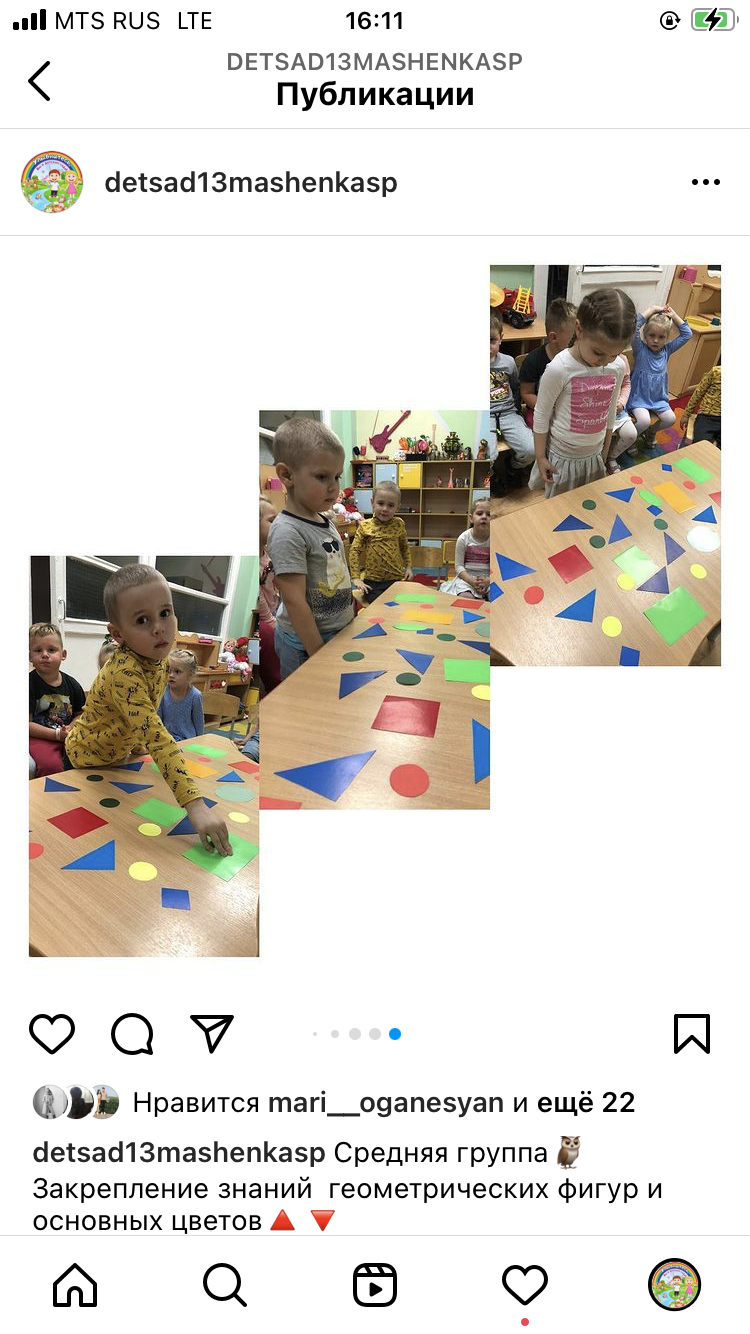 MTS RUS LTE 16:11
DETSAD13MASHENKASP
Публикации
detsad13mashenkasp
Shine
Нравится mari__oganesyan и ещё 22
detsad13mashenkasp Средняя группа
Закрепление знаний геометрических фигур и
основных цветов